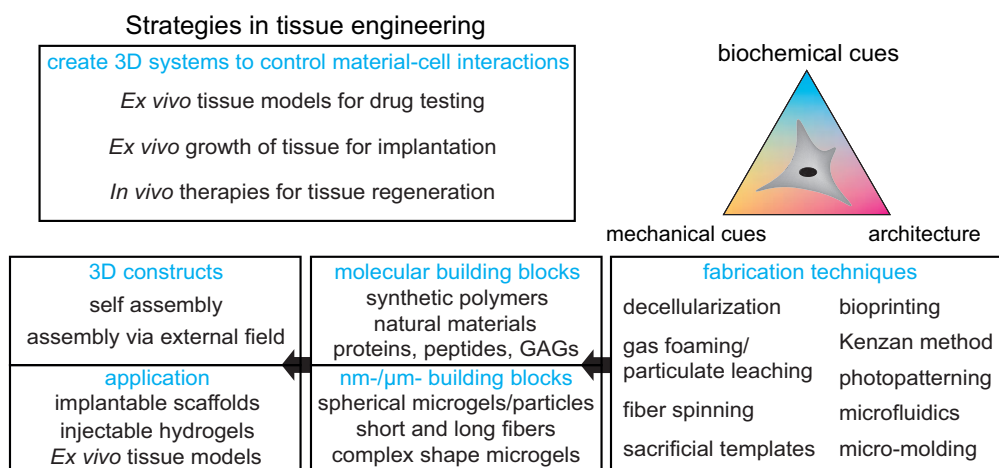 Strategies in tissue engineering
create 3D systems to control material-cell interactions
Ex vivo tissue models for drug testing
Ex vivo growth of tissue for implantation
In vivo therapies for tissue regeneration
biochemical cues
mechanical cues
architecture
3D constructs
self assembly
assembly via external field
application
implantable scaffolds
injectable hydrogels
Ex vivo tissue models
molecular building blocks
synthetic polymers
natural materials
proteins, peptides, GAGs
nm-/µm- building blocks
spherical microgels/particles
short and long fibers
complex shape microgels
fabrication techniques
decellularization
gas foaming/
particulate leaching
fiber spinning
sacrificial templates
bioprinting
Kenzan method
photopatterning
microfluidics
micro-molding